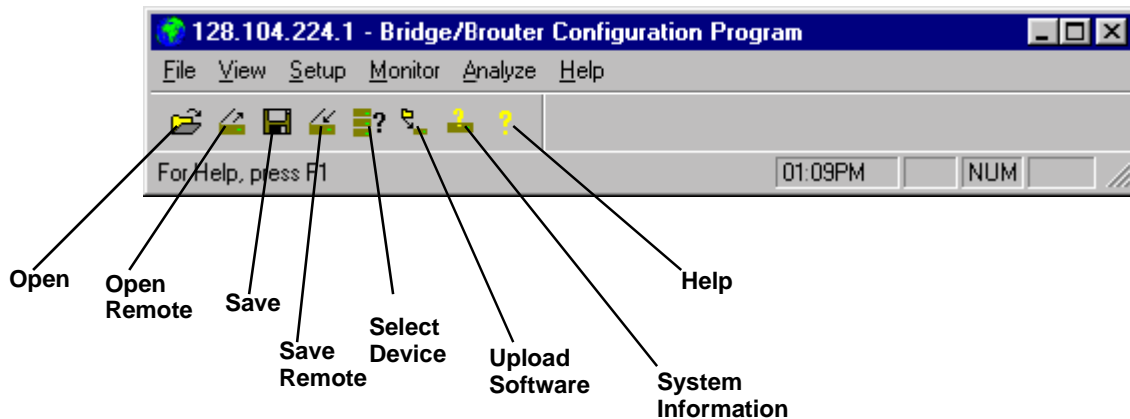 128.104.224.1 - Bridge/Brouter Configuration Program
File View Setup Monitor Analyze Help
For Help, press F1
01:09PM
NUM
Open
Open
Remote
Save
Save
Remote
Select
Device
Upload
Software
System
Information
Help